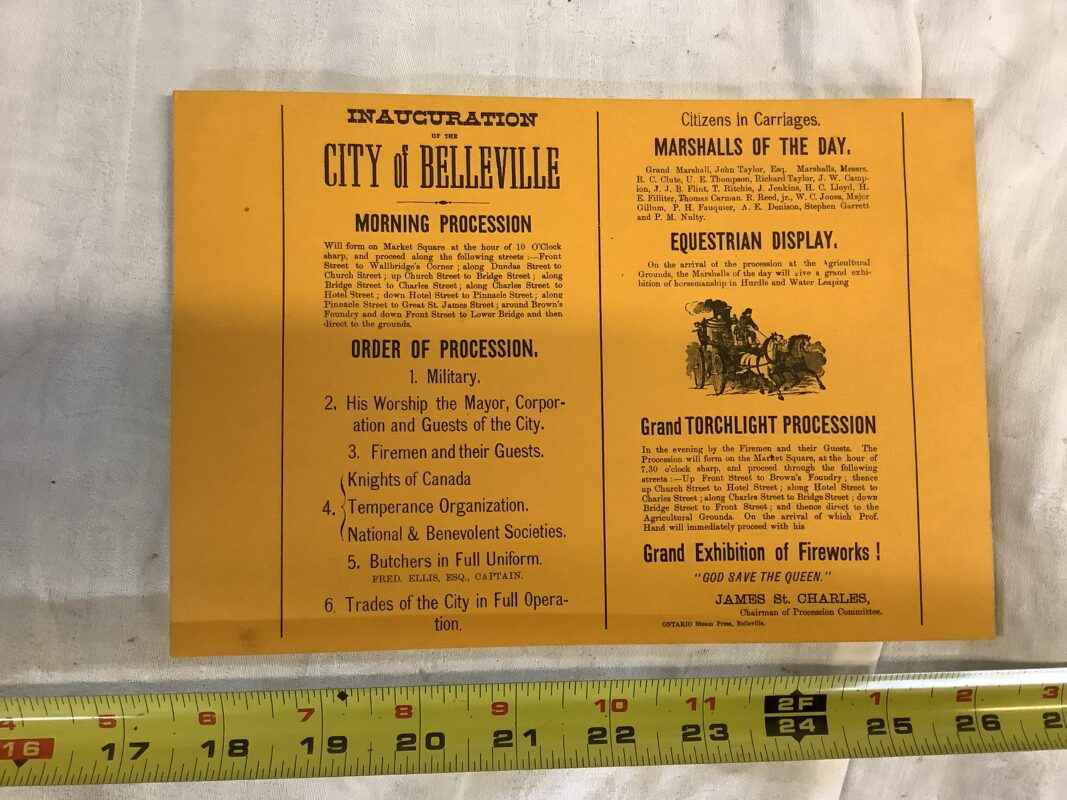 INAUGURATION
OF THE
CITY of BELLEVILLE
MORNING PROCESSION
Will form on Market Square at the hour of 10 O'Clock
sharp, and proceed along the following streets :—Front
Street to Wallbridge's Corner ; along Dundas Street to
Church Street ; up Church Street to Bridge Street ; along
Bridge Street to Charles Street ; along Charles Street to
Hotel Street ; down Hotel Street to Pinnacle Street ; along
Pinnacle Street to Great St. James Street ; around Brown's
Foundry and down Front Street to Lower Bridge and then
direct to the grounds.
ORDER OF PROCESSION.
1. Military.
2. His Worship the Mayor, Corpor-
ation and Guests of the City.
3. Firemen and their Guests.
Knights of Canada
4. Temperance Organization.
National & Benevolent Societies.
5. Butchers in Full Uniform.
FRED. ELLIS, ESQ., CAPTAIN.
6. Trades of the City in Full Opera-
tion.
Citizens in Carriages.
MARSHALLS OF THE DAY.
Grand Marshall, John Taylor, Esq. Marshalls, Messrs.
R. C. Clute, U. E. Thompson, Richard Taylor, J. W. Camp-
ion, J. J. B. Flint, T. Ritchie, J. Jenkins, H. C. Lloyd, H.
E. Filliter, Thomas Carman. R. Reed, jr., W. C. Jones, Major
Gillum, P. H. Fauquier, A. E. Denison, Stephen Garrett
and P. M. Nulty.
EQUESTRIAN DISPLAY.
On the arrival of the procession at the Agricultural
Grounds, the Marshalls of the day will give a grand exhi-
bition of horsemanship in Hurdle and Water Leaping
Grand TORCHLIGHT PROCESSION
In the evening by the Firemen and their Guests. The
Procession will form on the Market Square, at the hour of
7.30 o'clock sharp, and proceed through the following
streets :—Up Front Street to Brown's Foundry ; thence
up Church Street to Hotel Street ; along Hotel Street to
Charles Street ; along Charles Street to Bridge Street ; down
Bridge Street to Front Street ; and thence direct to the
Agricultural Grounds. On the arrival of which Prof.
Hand will immediately proceed with his
Grand Exhibition of Fireworks !
"GOD SAVE THE QUEEN."
JAMES St. CHARLES,
Chairman of Procession Committee.
ONTARIO Steam Press, Belleville.
4 5 6 7 8 9 10 11 2F 1 2 3
16 17 18 19 20 21 22 23 24 25 26